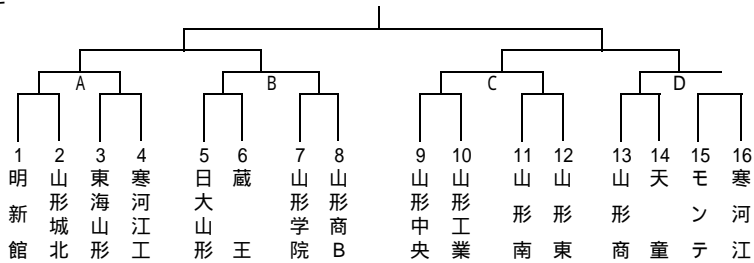 A B C D
1 2 3 4 5 6 7 8 9 10 11 12 13 14 15 16
明新館
山形城北
東海山形
寒河江工
日大山形
蔵王
山形学院
山形商B
山形中央
山形工業
山形南
山形東
山形商
天童
モンテ
寒河江